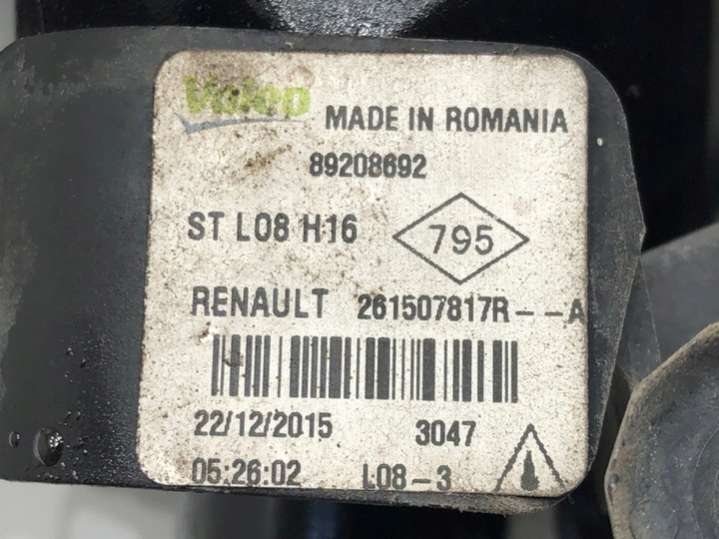 Valeo MADE IN ROMANIA
89208692
ST L08 H16 795
RENAULT 261507817R--A
22/12/2015 3047
05:26:02 L08-3